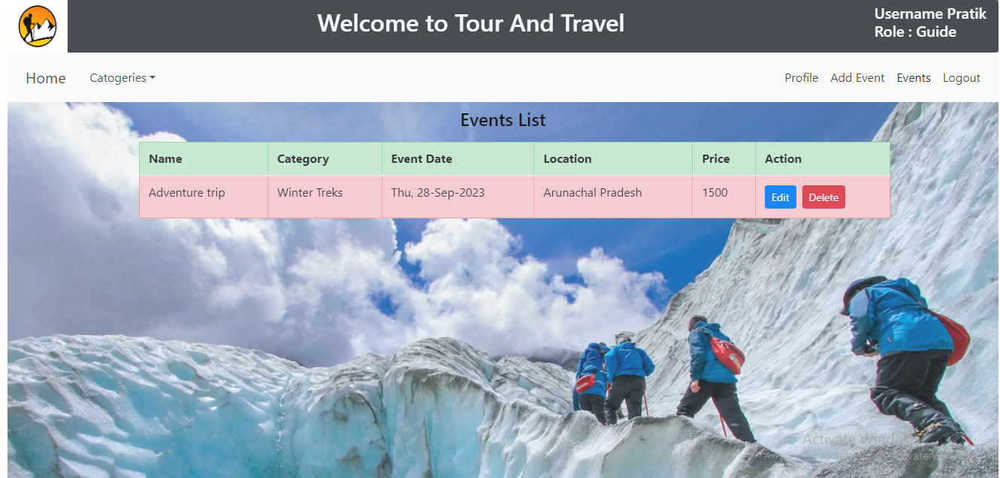 Welcome to Tour And Travel
Username Pratik
Role : Guide
Home Catogeries Profile Add Event Events Logout
Events List
Name Category Event Date Location Price Action
Adventure trip Winter Treks Thu, 28-Sep-2023 Arunachal Pradesh 1500 Edit Delete
Activate